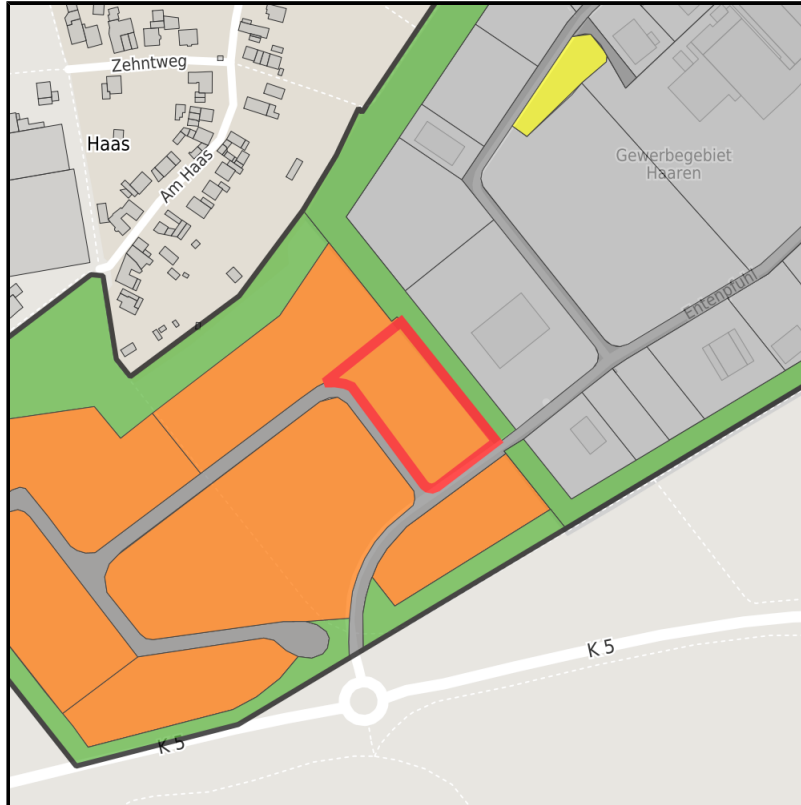 Zehntweg
Haas
Am Haas
Gewerbegebiet
Haaren
Entenpfuhl
K 5
K 5